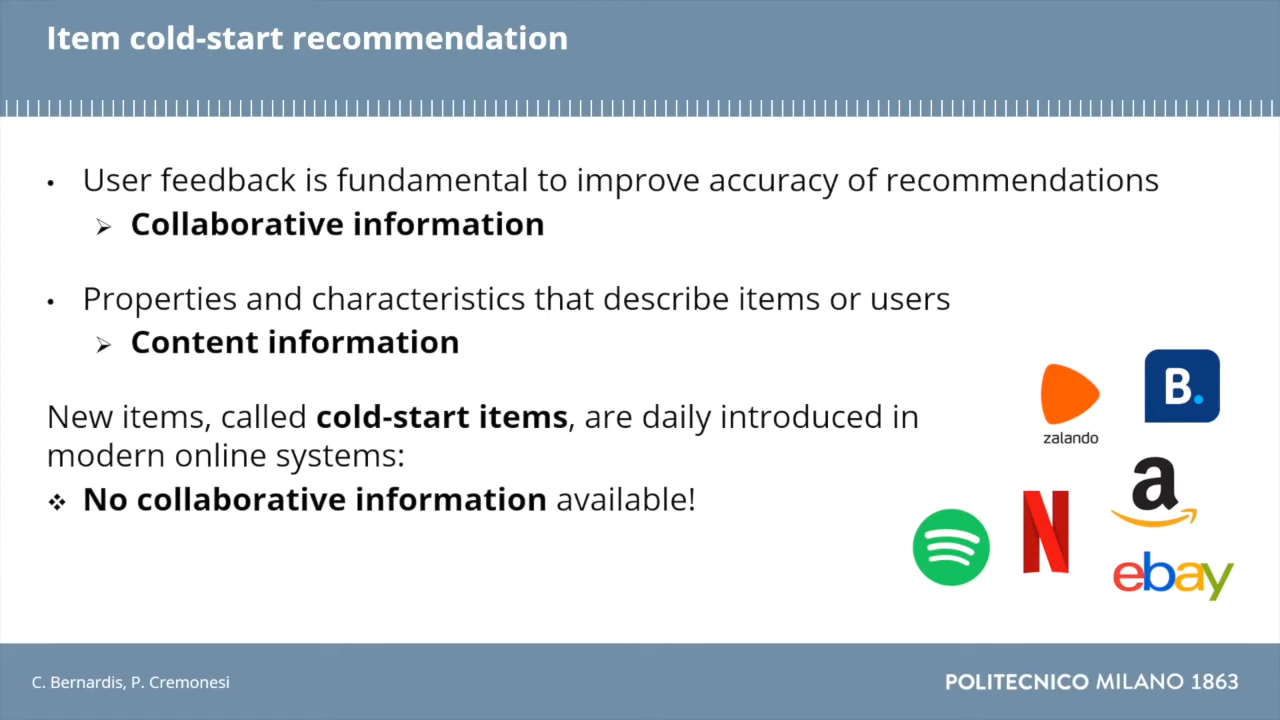 Item cold-start recommendation
• User feedback is fundamental to improve accuracy of recommendations
➢ Collaborative information
• Properties and characteristics that describe items or users
➢ Content information
New items, called cold-start items, are daily introduced in
modern online systems:
❖ No collaborative information available!
zalando
B.
a
N
ebay
C. Bernardis, P. Cremonesi
POLITECNICO MILANO 1863